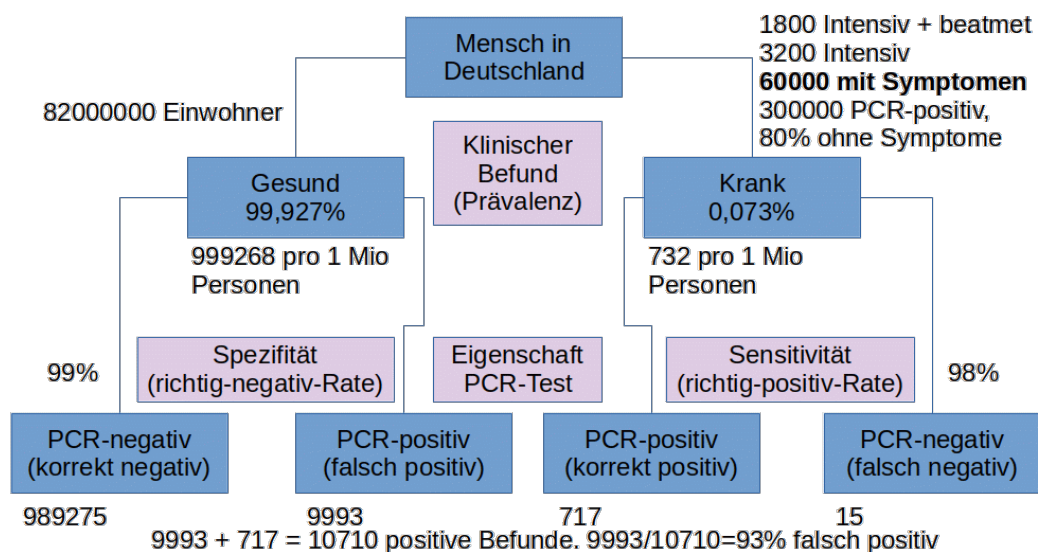 Mensch in
Deutschland
1800 Intensiv + beatmet
3200 Intensiv
60000 mit Symptomen
300000 PCR-positiv,
80% ohne Symptome
82000000 Einwohner
Klinischer
Befund
(Prävalenz)
Gesund
99,927%
Krank
0,073%
999268 pro 1 Mio
Personen
732 pro 1 Mio
Personen
99%
Spezifität
(richtig-negativ-Rate)
Eigenschaft
PCR-Test
Sensitivität
(richtig-positiv-Rate)
98%
PCR-negativ
(korrekt negativ)
PCR-positiv
(falsch positiv)
PCR-positiv
(korrekt positiv)
PCR-negativ
(falsch negativ)
989275
9993
717
15
9993 + 717 = 10710 positive Befunde. 9993/10710=93% falsch positiv